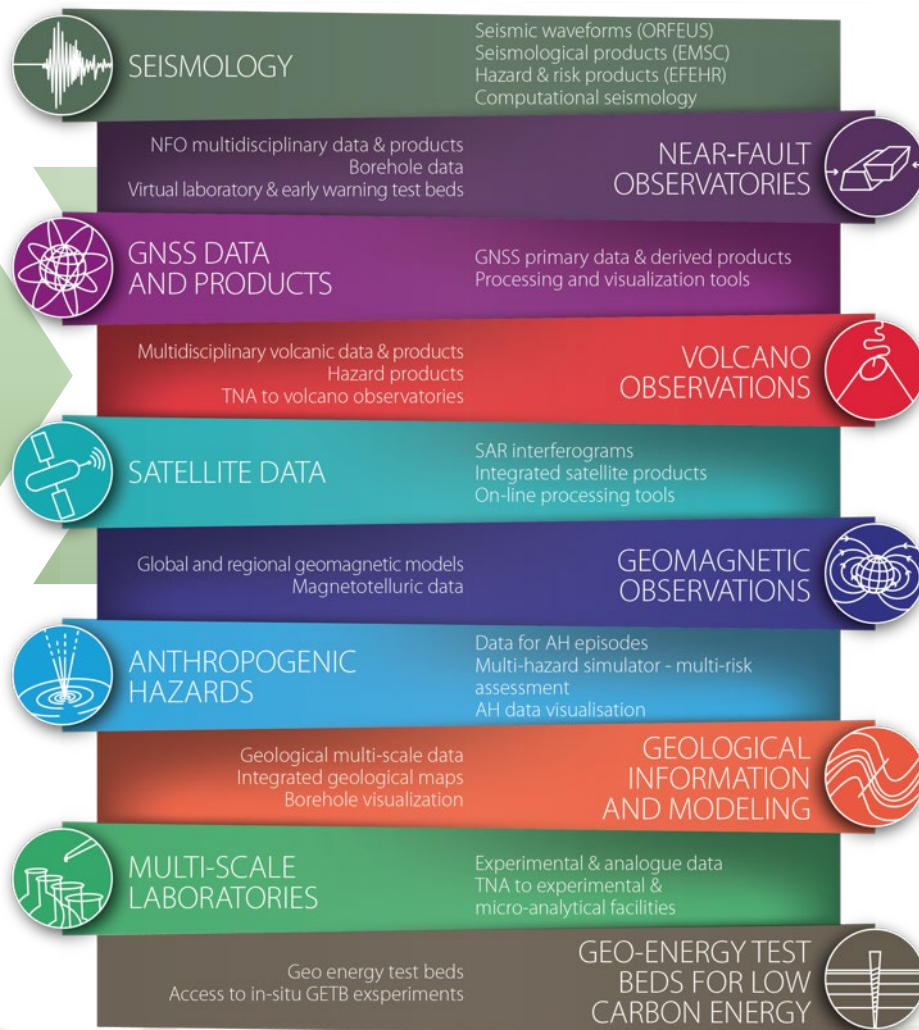 SEISMOLOGY
Seismic waveforms (ORFEUS)
Seismological products (EMSC)
Hazard & risk products (EFEHR)
Computational seismology
NFO multidisciplinary data & products
Borehole data
Virtual laboratory & early warning test beds
NEAR-FAULT
OBSERVATORIES
GNSS DATA
AND PRODUCTS
GNSS primary data & derived products
Processing and visualization tools
Multidisciplinary volcanic data & products
Hazard products
TNA to volcano observatories
VOLCANO
OBSERVATIONS
SATELLITE DATA
SAR interferograms
Integrated satellite products
On-line processing tools
Global and regional geomagnetic models
Magnetotelluric data
GEOMAGNETIC
OBSERVATIONS
ANTHROPOGENIC
HAZARDS
Data for AH episodes
Multi-hazard simulator - multi-risk
assessment
AH data visualisation
Geological multi-scale data
Integrated geological maps
Borehole visualization
GEOLOGICAL
INFORMATION
AND MODELING
MULTI-SCALE
LABORATORIES
Experimental & analogue data
TNA to experimental &
micro-analytical facilities
Geo energy test beds
Access to in-situ GETB exsperiments
GEO-ENERGY TEST
BEDS FOR LOW
CARBON ENERGY